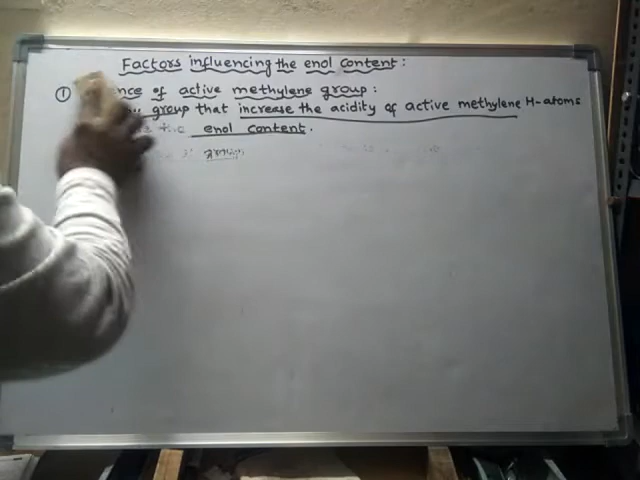 Factors influencing the enol content:
① nce of active methylene group:
group that increase the acidity of active methylene H-atoms
enol content.